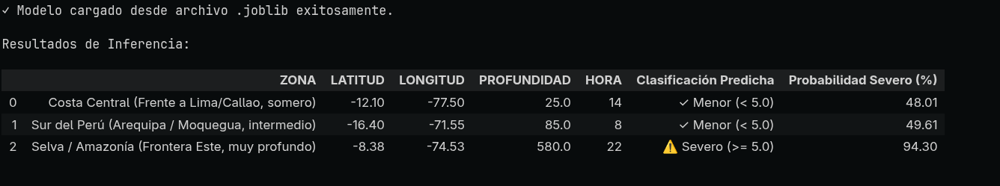 ✓ Modelo cargado desde archivo .joblib exitosamente.
Resultados de Inferencia:
ZONA LATITUD LONGITUD PROFUNDIDAD HORA Clasificación Predicha Probabilidad Severo (%)
0 Costa Central (Frente a Lima/Callao, somero) -12.10 -77.50 25.0 14 ✓ Menor (< 5.0) 48.01
1 Sur del Perú (Arequipa / Moquegua, intermedio) -16.40 -71.55 85.0 8 ✓ Menor (< 5.0) 49.61
2 Selva / Amazonía (Frontera Este, muy profundo) -8.38 -74.53 580.0 22 ⚠️ Severo (>= 5.0) 94.30